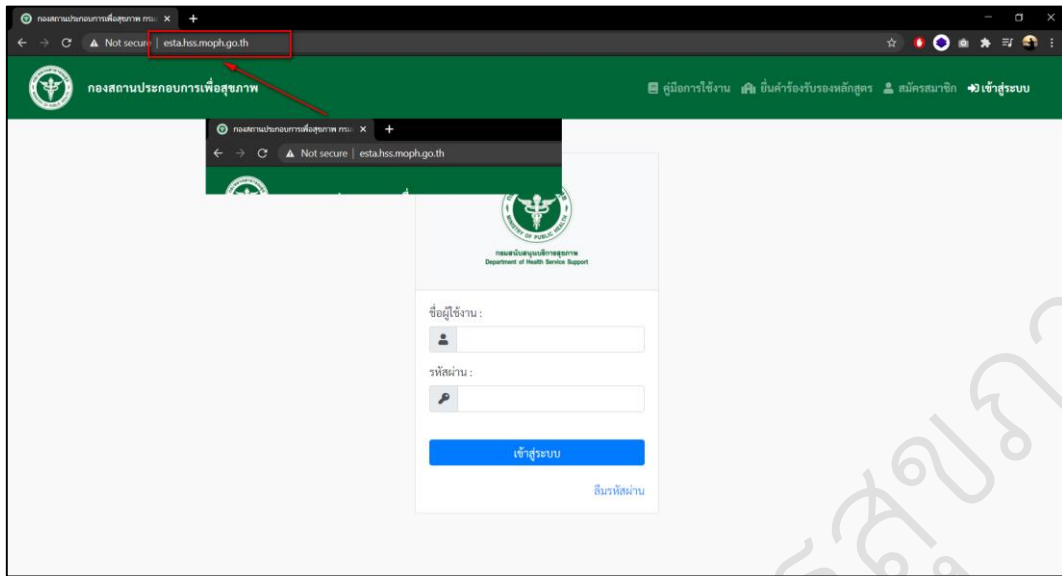 กองสถานประกอบการเพื่อสุขภาพ กรม
Not secure | esta.hss.moph.go.th
กองสถานประกอบการเพื่อสุขภาพ
คู่มือการใช้งาน ยื่นคำร้องรับรองหลักสูตร สมัครสมาชิก เข้าสู่ระบบ
กองสถานประกอบการเพื่อสุขภาพ กรม
Not secure | esta.hss.moph.go.th
MINISTRY OF PUBLIC HEALTH
กรมสนับสนุนบริการสุขภาพ
Department of Health Service Support
ชื่อผู้ใช้งาน :
รหัสผ่าน :
เข้าสู่ระบบ
ลืมรหัสผ่าน